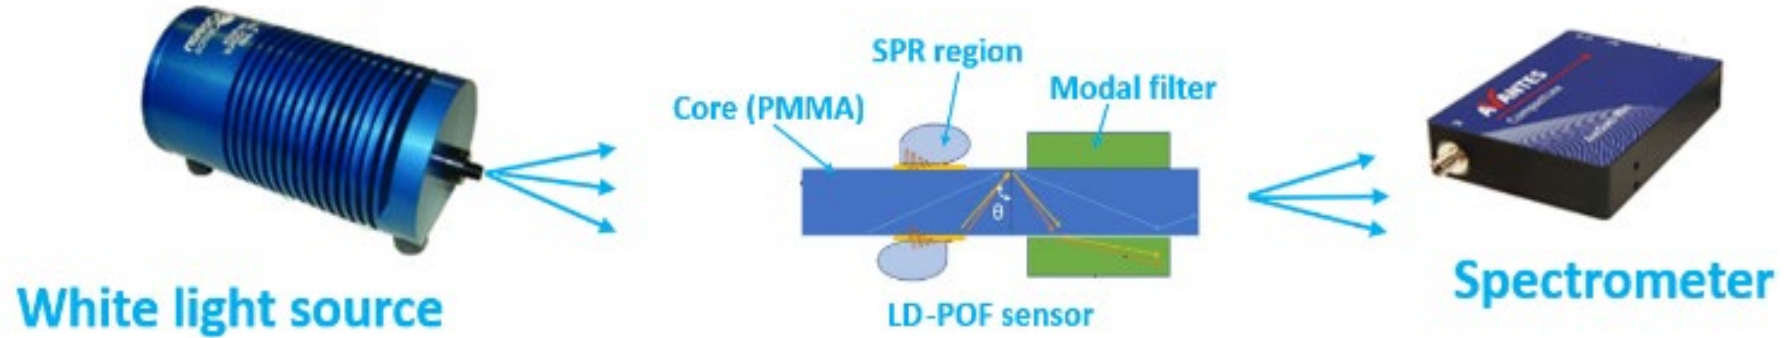 SPR region
Modal filter
Core (PMMA)
AVANTES
θ
LD-POF sensor
White light source
Spectrometer